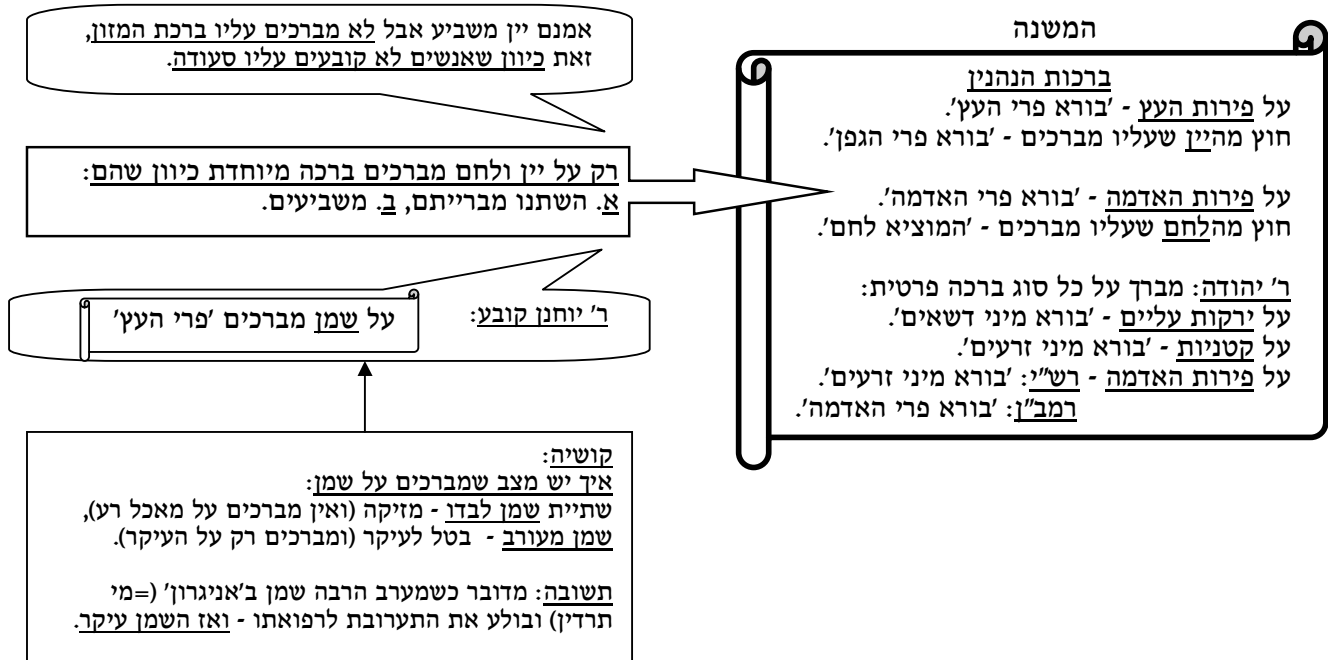 המשנה
ברכות הנהנין
על פירות העץ - 'בורא פרי העץ'.
חוץ מהיין שעליו מברכים - 'בורא פרי הגפן'.
על פירות האדמה - 'בורא פרי האדמה'.
חוץ מהלחם שעליו מברכים - 'המוציא לחם'.
ר' יהודה: מברך על כל סוג ברכה פרטית:
על ירקות עליים - 'בורא מיני דשאים'.
על קטניות - 'בורא מיני זרעים'.
על פירות האדמה - רש"י: 'בורא מיני זרעים'.
רמב"ן: 'בורא פרי האדמה'.
אמנם יין משביע אבל לא מברכים עליו ברכת המזון,
זאת כיוון שאנשים לא קובעים עליו סעודה.
רק על יין ולחם מברכים ברכה מיוחדת כיוון שהם:
א. השתנו מברייתם, ב. משביעים.
ר' יוחנן קובע: על שמן מברכים 'פרי העץ'
קושיה:
איך יש מצב שמברכים על שמן:
שתיית שמן לבדו - מזיקה (ואין מברכים על מאכל רע),
שמן מעורב - בטל לעיקר (ומברכים רק על העיקר).
תשובה: מדובר כשמערב הרבה שמן ב'אניגרון' (=מי
תרדין) ובולע את התערובת לרפואתו - ואז השמן עיקר.